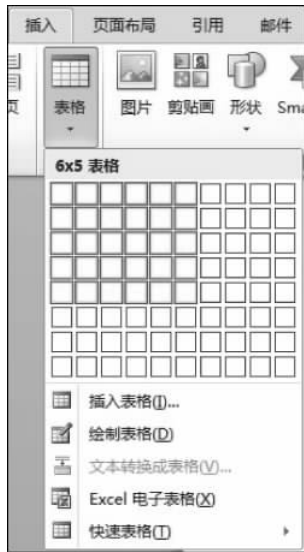 插入 页面布局 引用 邮件
页 表格 图片 剪贴画 形状 Sma
6x5 表格
插入表格(I)...
绘制表格(D)
文本转换成表格(V)...
Excel 电子表格(X)
快速表格(T)